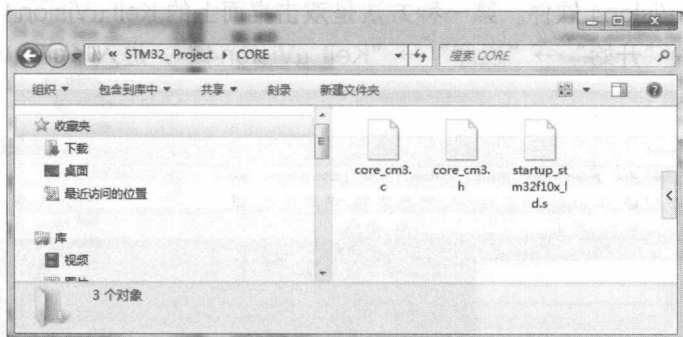 « STM32_Project ▸ CORE
搜索 CORE
组织 ▾ 包含到库中 ▾ 共享 ▾ 刻录 新建文件夹
收藏夹
下载
桌面
最近访问的位置
库
视频
core_cm3.
c
core_cm3.
h
startup_st
m32f10x_l
d.s
3 个对象